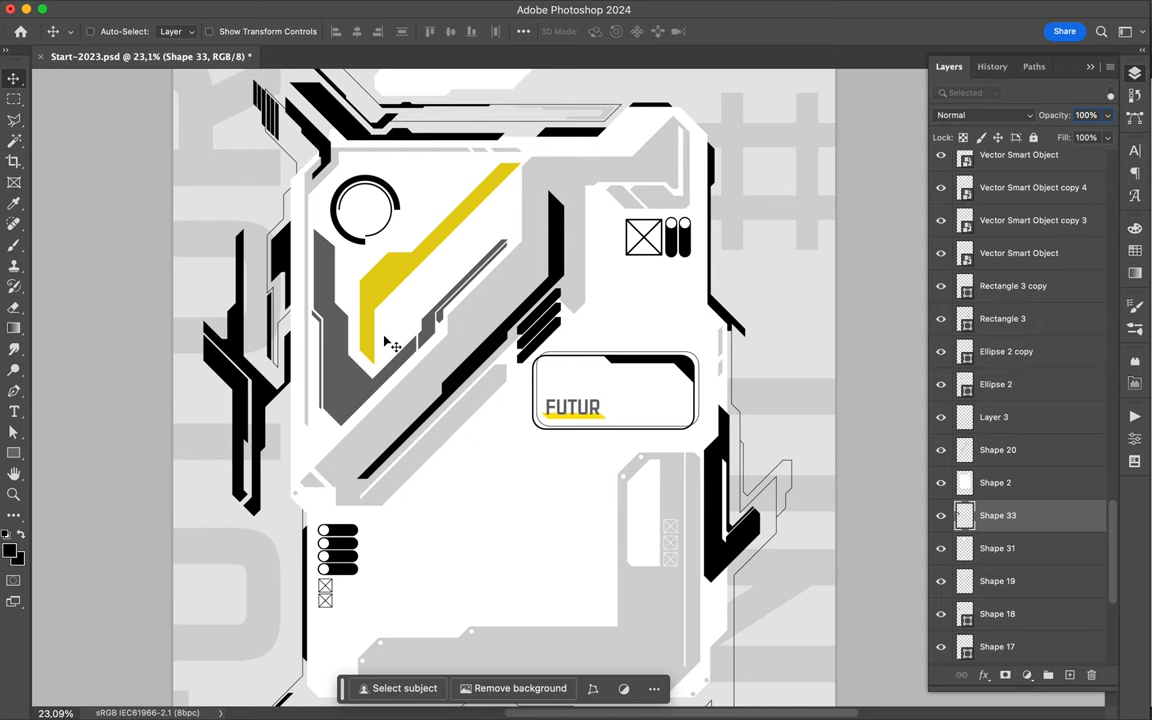 Adobe Photoshop 2024
Auto-Select: Layer Show Transform Controls 3D Mode: Share
Start-2023.psd @ 23,1% (Shape 33, RGB/8) *
Layers History Paths
Selected
Normal Opacity: 100%
Lock: Fill: 100%
Vector Smart Object
Vector Smart Object copy 4
Vector Smart Object copy 3
Vector Smart Object
Rectangle 3 copy
Rectangle 3
Ellipse 2 copy
Ellipse 2
FUTUR
Layer 3
Shape 20
Shape 2
Shape 33
Shape 31
Shape 19
Shape 18
Shape 17
Select subject Remove background
23,09% sRGB IEC61966-2.1 (8bpc)